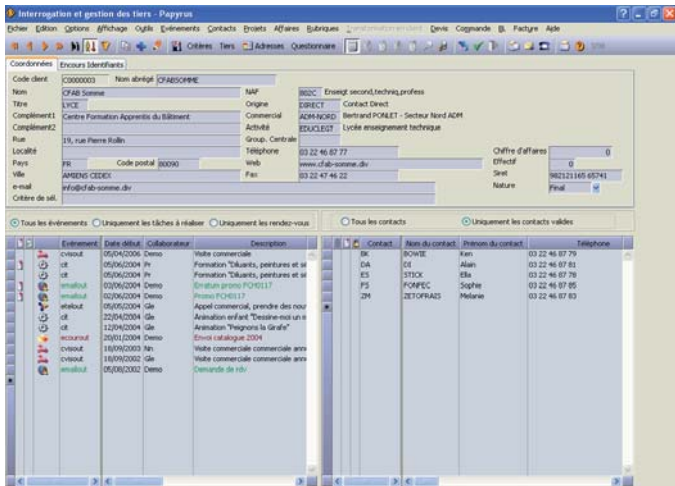 Interrogation et gestion des tiers - Papyrus
Fichier Edition Options Affichage Outils Evènements Contacts Projets Affaires Rubriques Devis Commande BL Facture Aide
Critères Tiers Adresses Questionnaire
Coordonnées Encours Identifiants
Code client C0000003 Nom abrégé CFABSOMME
Nom CFAB Somme NAF 802C Enseigt second,techniq,profess
Titre LYCE Origine DIRECT Contact Direct
Complément1 Centre Formation Apprentis du Bâtiment Commercial ADM-NORD Bertrand PONLET - Secteur Nord ADM
Complément2 Activité EDUCLEGT Lycée enseignement technique
Rue 19, rue Pierre Rollin Group. Centrale
Localité Téléphone 03 22 46 87 77 Chiffre d'affaires 0
Pays FR Code postal 80090 Web www.cfab-somme.div Effectif 0
Ville AMIENS CEDEX Fax 03 22 47 46 22 Siret 982121165 65741
e-mail info@cfab-somme.div Nature Final
Critère de sél.
Tous les événements Uniquement les tâches à réaliser Uniquement les rendez-vous Tous les contacts Uniquement les contacts valides
Evénement Date début Collaborateur Description Contact Nom du contact Prénom du contact Téléphone
cvisout 05/04/2006 Demo Visite commerciale BK BOWIE Ken 03 22 46 87 79
cit 05/06/2004 Pr Formation "Diluants, peintures et DA DI Alain 03 22 46 87 81
cit 05/06/2004 Pr Formation "Diluants, peintures et ES STICK Ella 03 22 46 87 78
emailout 03/06/2004 Demo Erratum promo FCH0117 FS FONFEC Sophie 03 22 46 87 85
emailout 02/06/2004 Demo Promo FCH0117 ZM ZETOFRAIS Melanie 03 22 46 87 83
etelout 05/05/2004 Gle Appel commercial, prendre des nouv
cit 22/04/2004 Gle Animation enfant "Dessine-moi un
cit 12/04/2004 Gle Animation "Peignons la Girafe"
ecourout 20/01/2004 Demo Envoi catalogue 2004
cvisout 18/09/2003 Nn Visite commerciale commerciale
cvisout 18/09/2002 Gle Visite commerciale commerciale
emailout 05/08/2002 Demo Demande de rdv